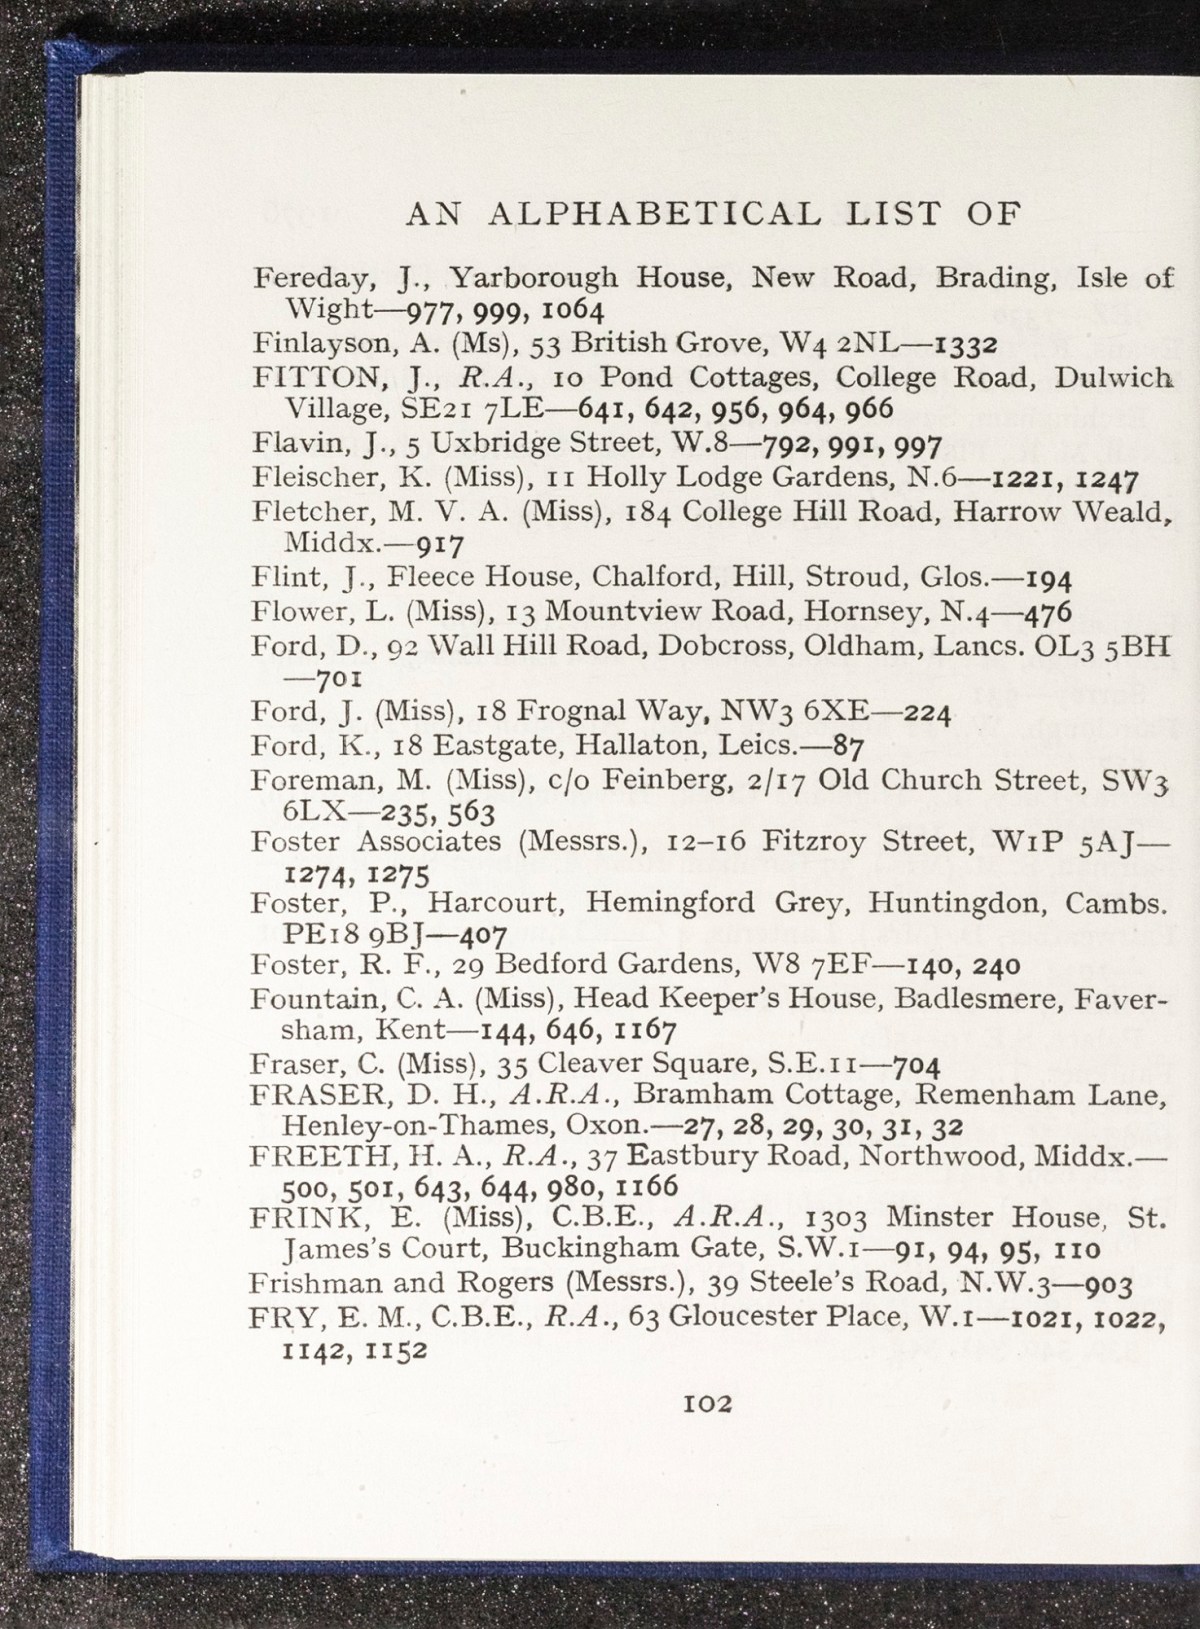 AN ALPHABETICAL LIST OF
Fereday, J., Yarborough House, New Road, Brading, Isle of
Wight—977, 999, 1064
Finlayson, A. (Ms), 53 British Grove, W4 2NL—1332
FITTON, J., R.A., 10 Pond Cottages, College Road, Dulwich
Village, SE21 7LE—641, 642, 956, 964, 966
Flavin, J., 5 Uxbridge Street, W.8—792, 991, 997
Fleischer, K. (Miss), 11 Holly Lodge Gardens, N.6—1221, 1247
Fletcher, M. V. A. (Miss), 184 College Hill Road, Harrow Weald,
Middx.—917
Flint, J., Fleece House, Chalford, Hill, Stroud, Glos.—194
Flower, L. (Miss), 13 Mountview Road, Hornsey, N.4—476
Ford, D., 92 Wall Hill Road, Dobcross, Oldham, Lancs. OL3 5BH
—701
Ford, J. (Miss), 18 Frognal Way, NW3 6XE—224
Ford, K., 18 Eastgate, Hallaton, Leics.—87
Foreman, M. (Miss), c/o Feinberg, 2/17 Old Church Street, SW3
6LX—235, 563
Foster Associates (Messrs.), 12–16 Fitzroy Street, W1P 5AJ—
1274, 1275
Foster, P., Harcourt, Hemingford Grey, Huntingdon, Cambs.
PE18 9BJ—407
Foster, R. F., 29 Bedford Gardens, W8 7EF—140, 240
Fountain, C. A. (Miss), Head Keeper's House, Badlesmere, Faver-
sham, Kent—144, 646, 1167
Fraser, C. (Miss), 35 Cleaver Square, S.E.11—704
FRASER, D. H., A.R.A., Bramham Cottage, Remenham Lane,
Henley-on-Thames, Oxon.—27, 28, 29, 30, 31, 32
FREETH, H. A., R.A., 37 Eastbury Road, Northwood, Middx.—
500, 501, 643, 644, 980, 1166
FRINK, E. (Miss), C.B.E., A.R.A., 1303 Minster House, St.
James's Court, Buckingham Gate, S.W.1—91, 94, 95, 110
Frishman and Rogers (Messrs.), 39 Steele's Road, N.W.3—903
FRY, E. M., C.B.E., R.A., 63 Gloucester Place, W.1—1021, 1022,
1142, 1152
102